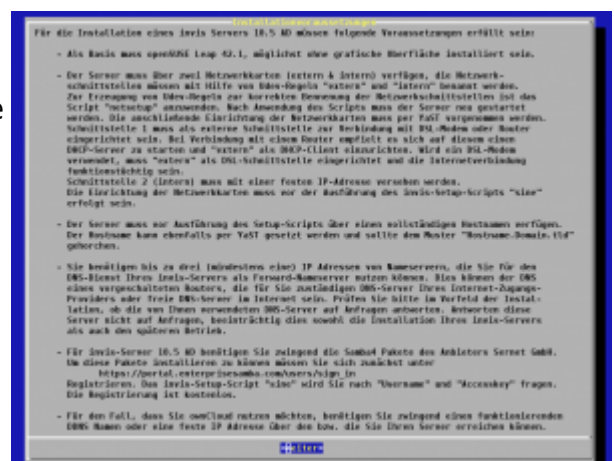 e
Installationsvoraussetzungen
Für die Installation eines invis Servers 10.5 AD müssen folgende Voraussetzungen erfüllt sein:
- Als Basis muss openSUSE Leap 42.1, möglichst ohne grafische Oberfläche installiert sein.
- Der Server muss über zwei Netzwerkkarten (extern & intern) verfügen, die Netzwerk-
schnittstellen müssen mit Hilfe von Udev-Regeln "extern" und "intern" benannt werden.
Zur Erzeugung von Udev-Regeln zur korrekten Benennung der Netzwerkschnittstellen ist das
Script "netsetup" anzuwenden. Nach Anwendung des Scripts muss der Server neu gestartet
werden. Die anschließende Einrichtung der Netzwerkkarten muss per YaST vorgenommen werden.
Schnittstelle 1 muss als externe Schnittstelle zur Verbindung mit DSL-Modem oder Router
eingerichtet sein. Bei Verbindung mit einem Router empfielt es sich auf diesem einen
DHCP-Server zu starten und "extern" als DHCP-Client einzurichten. Wird ein DSL-Modem
verwendet, muss "extern" als DSL-Schnittstelle eingerichtet und die Internetverbindung
funktionstüchtig sein.
Schnittstelle 2 (intern) muss mit einer festen IP-Adresse versehen werden.
Die Einrichtung der Netzwerkkarten muss vor der Ausführung des invis-Setup-Scripts "sine"
erfolgt sein.
- Der Server muss vor Ausführung des Setup-Scripts über einen vollständigen Hostnamen verfügen.
Der Hostname kann ebenfalls per YaST gesetzt werden und sollte dem Muster "Hostname.Domain.tld"
gehorchen.
- Sie benötigen bis zu drei (mindestens eine) IP Adressen von Nameservern, die Sie für den
DNS-Dienst Ihres invis-Servers als Forward-Nameserver nutzen können. Dies können der DNS
eines vorgeschalteten Routers, die für Sie zuständigen DNS-Server Ihres Internet-Zugangs-
Providers oder freie DNS-Server im Internet sein. Prüfen Sie bitte im Vorfeld der Instal-
lation, ob die von Ihnen verwendeten DNS-Server auf Anfragen antworten. Antworten diese
Server nicht auf Anfragen, beeinträchtig dies sowohl die Installation Ihres invis-Servers
als auch den späteren Betrieb.
- Für invis-Server 10.5 AD benötigen Sie zwingend die Samba4 Pakete des Anbieters Sernet GmbH.
Um diese Pakete installieren zu können müssen Sie sich zunächst unter
https://portal.enterprisesamba.com/users/sign_in
Registrieren. Das invis-Setup-Script "sine" wird Sie nach "Username" und "Accesskey" fragen.
Die Registrierung ist kostenlos.
- Für den Fall, dass Sie ownCloud nutzen möchten, benötigen Sie zwingend einen funktionierenden
DDNS Namen oder eine feste IP Adresse über den bzw. die Sie Ihren Server erreichen können.
Weiter